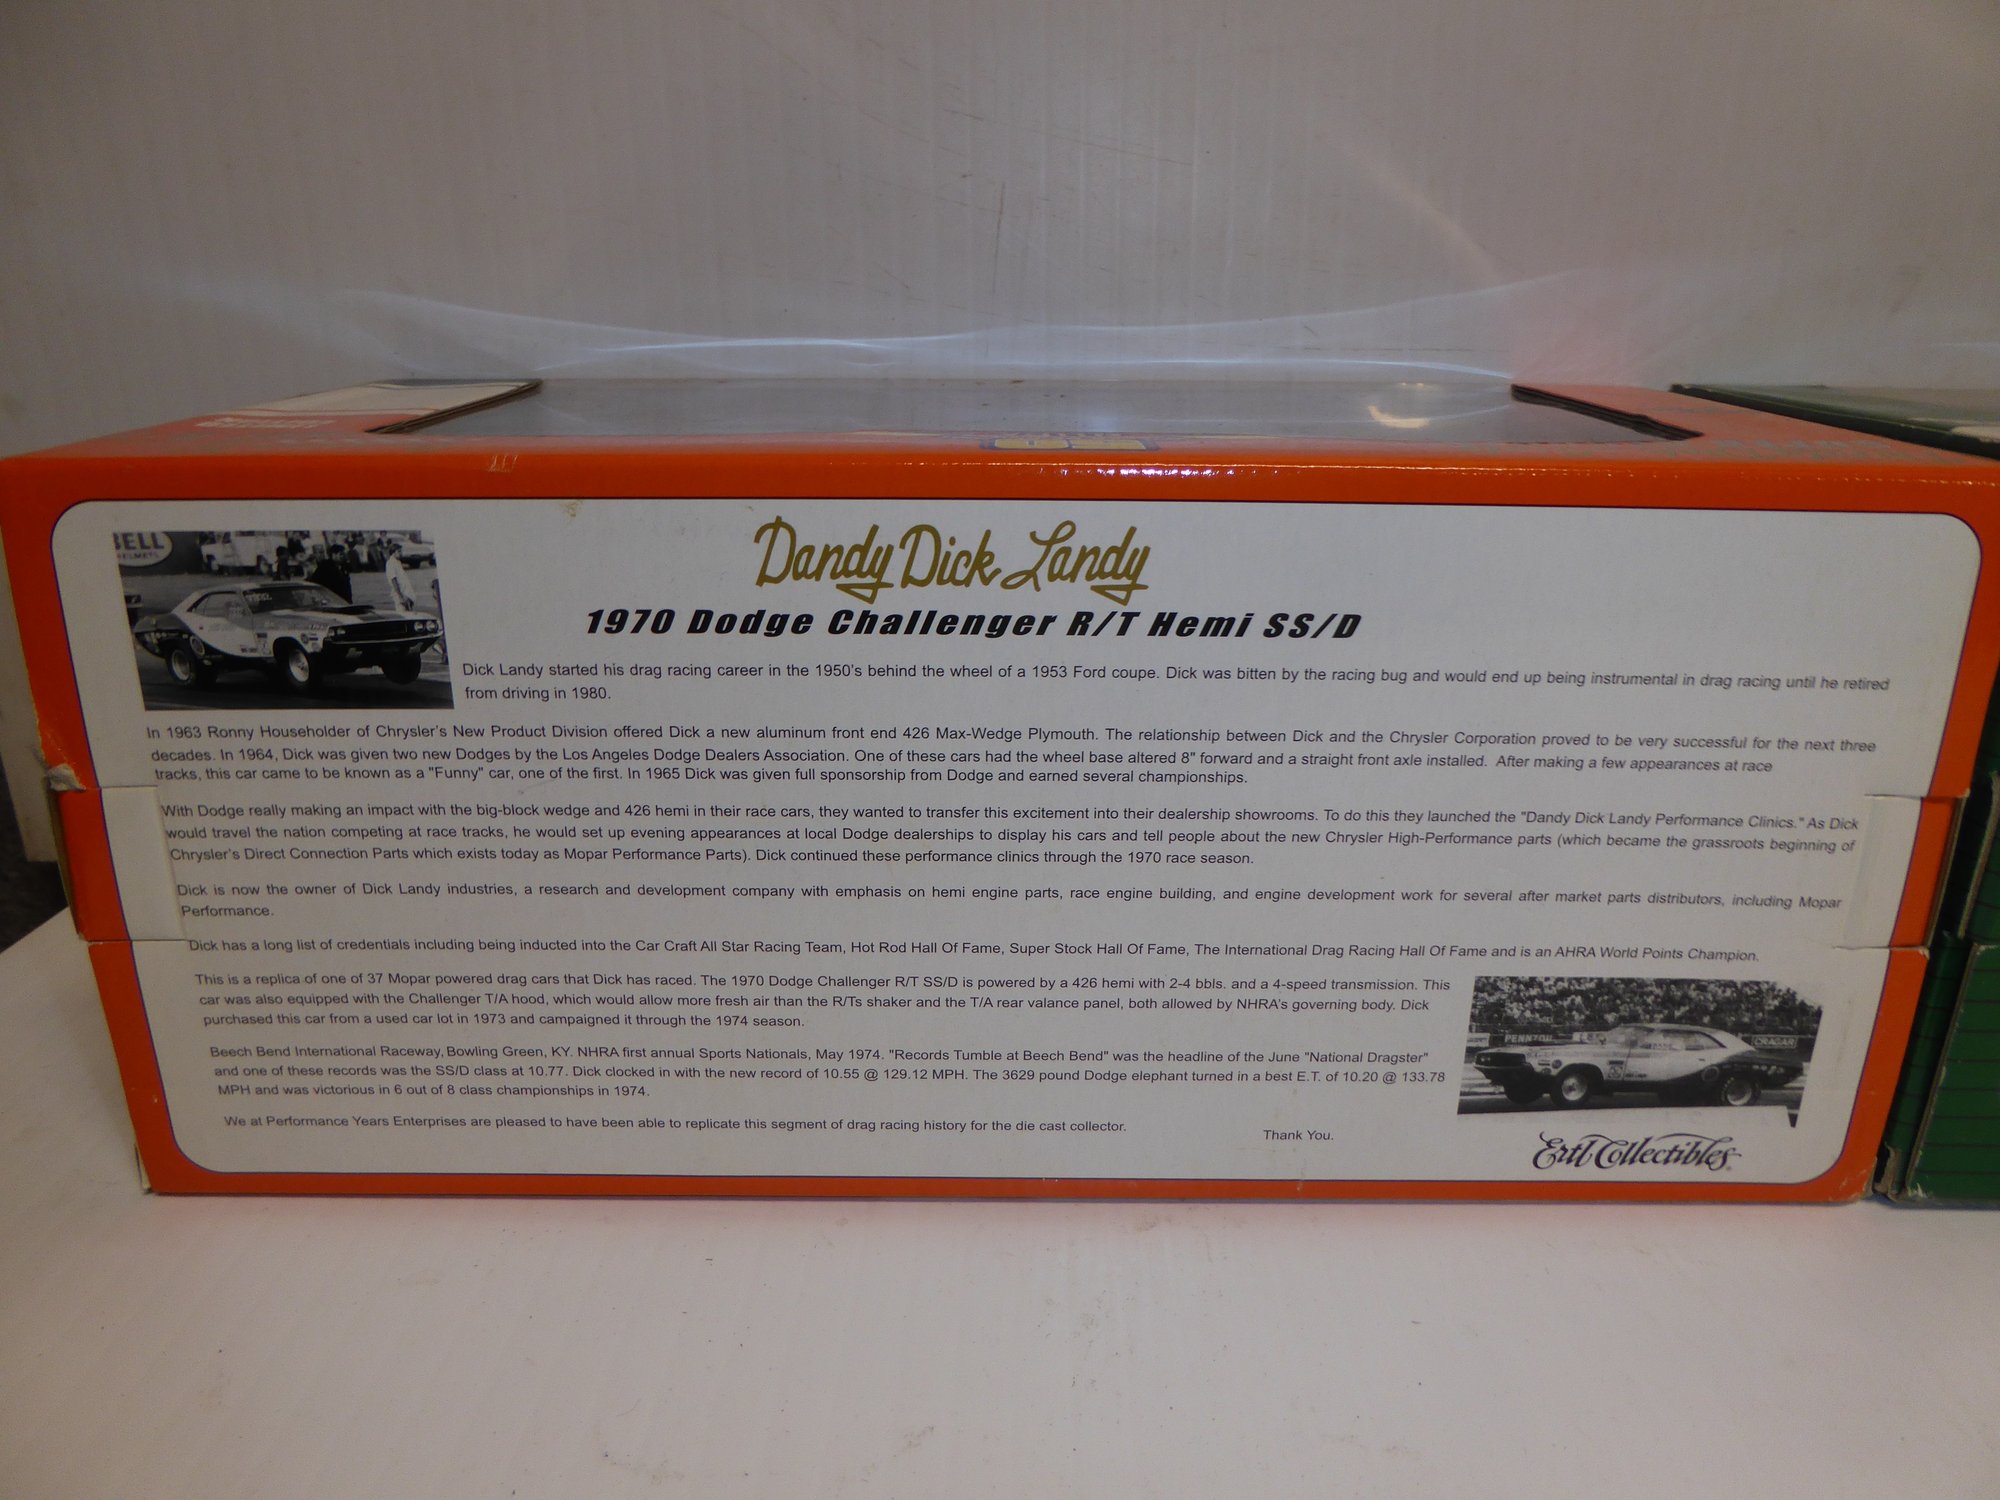 BELL
HELMETS
Dandy Dick Landy
1970 Dodge Challenger R/T Hemi SS/D
Dick Landy started his drag racing career in the 1950's behind the wheel of a 1953 Ford coupe. Dick was bitten by the racing bug and would end up being instrumental in drag racing until he retired
from driving in 1980.
In 1963 Ronny Householder of Chrysler's New Product Division offered Dick a new aluminum front end 426 Max-Wedge Plymouth. The relationship between Dick and the Chrysler Corporation proved to be very successful for the next three
decades. In 1964, Dick was given two new Dodges by the Los Angeles Dodge Dealers Association. One of these cars had the wheel base altered 8" forward and a straight front axle installed. After making a few appearances at race
tracks, this car came to be known as a "Funny" car, one of the first. In 1965 Dick was given full sponsorship from Dodge and earned several championships.
With Dodge really making an impact with the big-block wedge and 426 hemi in their race cars, they wanted to transfer this excitement into their dealership showrooms. To do this they launched the "Dandy Dick Landy Performance Clinics." As Dick
would travel the nation competing at race tracks, he would set up evening appearances at local Dodge dealerships to display his cars and tell people about the new Chrysler High-Performance parts (which became the grassroots beginning of
Chrysler's Direct Connection Parts which exists today as Mopar Performance Parts). Dick continued these performance clinics through the 1970 race season.
Dick is now the owner of Dick Landy industries, a research and development company with emphasis on hemi engine parts, race engine building, and engine development work for several after market parts distributors, including Mopar
Performance.
Dick has a long list of credentials including being inducted into the Car Craft All Star Racing Team, Hot Rod Hall Of Fame, Super Stock Hall Of Fame, The International Drag Racing Hall Of Fame and is an AHRA World Points Champion.
This is a replica of one of 37 Mopar powered drag cars that Dick has raced. The 1970 Dodge Challenger R/T SS/D is powered by a 426 hemi with 2-4 bbls. and a 4-speed transmission. This
car was also equipped with the Challenger T/A hood, which would allow more fresh air than the R/Ts shaker and the T/A rear valance panel, both allowed by NHRA's governing body. Dick
purchased this car from a used car lot in 1973 and campaigned it through the 1974 season.
PENNZOIL
CRAGAR
Beech Bend International Raceway, Bowling Green, KY. NHRA first annual Sports Nationals, May 1974. "Records Tumble at Beech Bend" was the headline of the June "National Dragster"
and one of these records was the SS/D class at 10.77. Dick clocked in with the new record of 10.55 @ 129.12 MPH. The 3629 pound Dodge elephant turned in a best E.T. of 10.20 @ 133.78
MPH and was victorious in 6 out of 8 class championships in 1974.
We at Performance Years Enterprises are pleased to have been able to replicate this segment of drag racing history for the die cast collector.
Thank You.
Ertl Collectibles